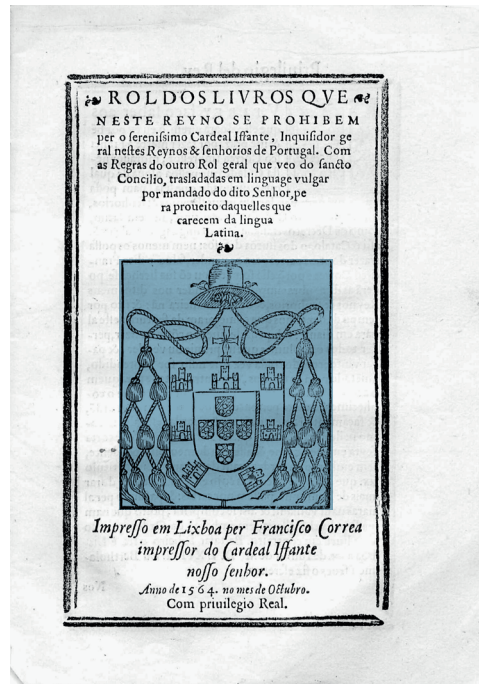 ROL DOS LIVROS QVE
NESTE REYNO SE PROHIBEM
per o sereniſsimo Cardeal Iffante, Inquiſidor ge
ral neſtes Reynos & ſenhorios de Portugal. Com
as Regras do outro Rol geral que veo do ſancto
Concilio, trasladadas em linguage vulgar
por mandado do dito Senhor, pe
ra proueito daquelles que
carecem da lingua
Latina.
Impreſſo em Lixboa per Franciſco Correa
impreſſor do Cardeal Iffante
noſſo ſenhor.
Anno de 1564. no mes de Octubro.
Com priuilegio Real.